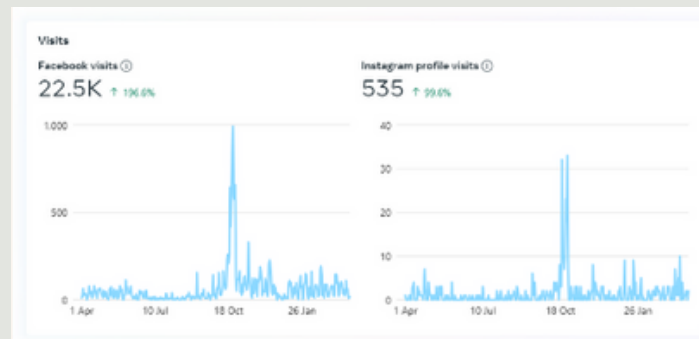 Visits
Facebook visits
22.5K ↑ 196.6%
1.000
500
0
1 Apr 10 Jul 18 Oct 26 Jan
Instagram profile visits
535 ↑ 99.6%
40
30
20
10
0
1 Apr 10 Jul 18 Oct 26 Jan